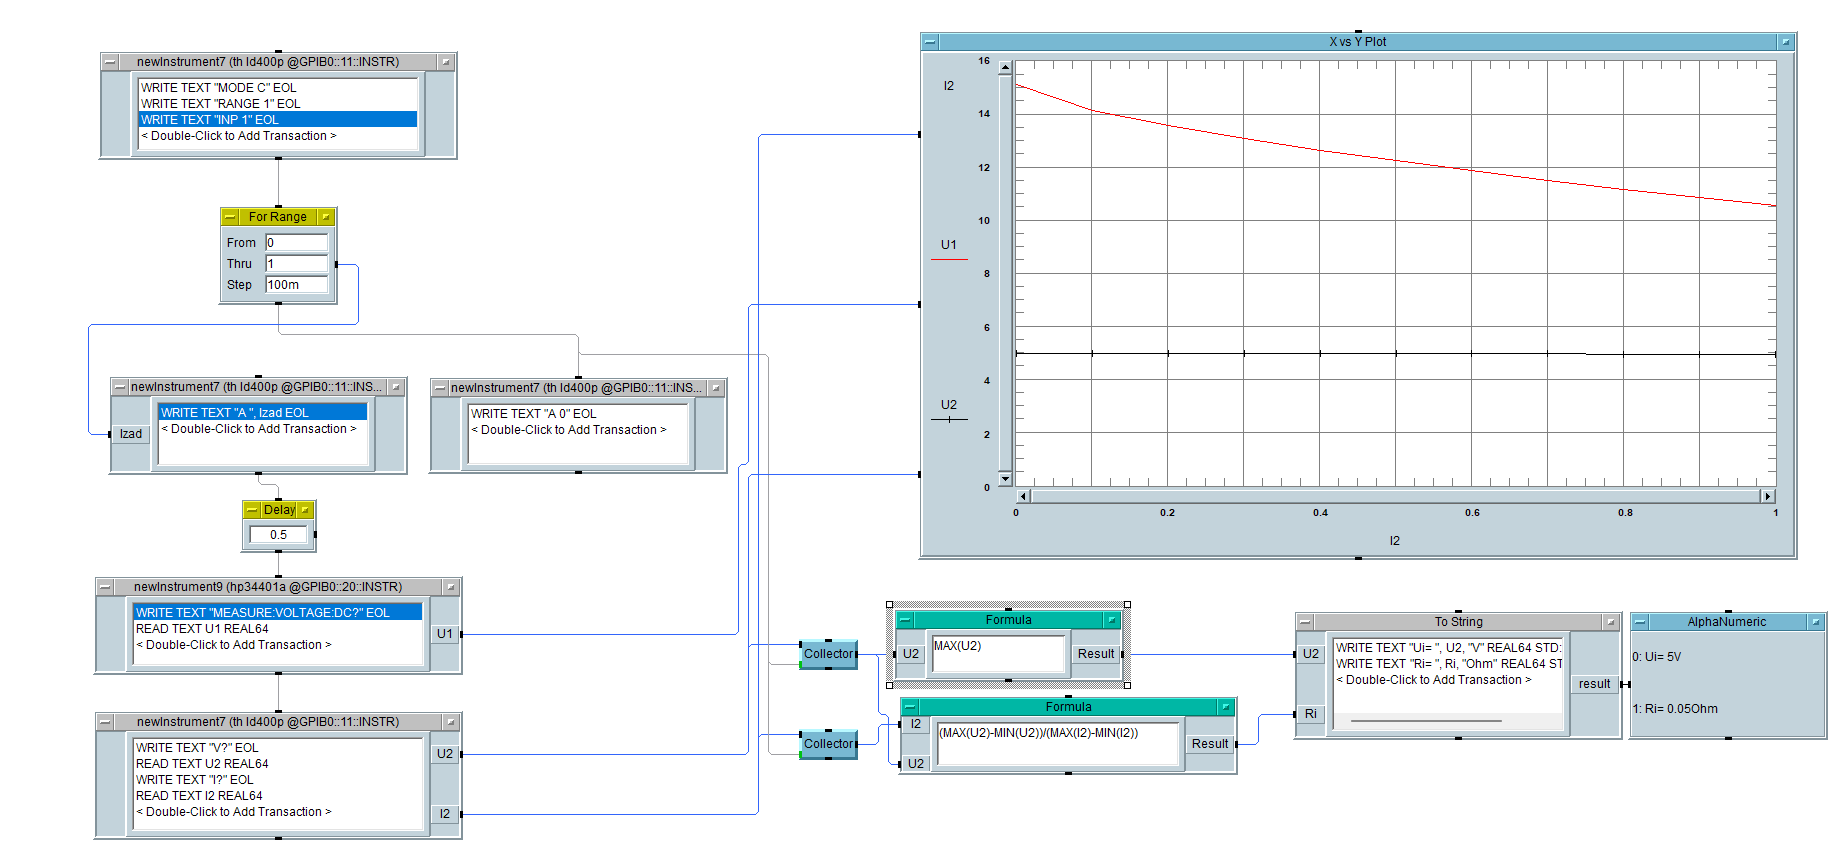 newInstrument7 (th ld400p @GPIB0::11::INSTR)
WRITE TEXT "MODE C" EOL
WRITE TEXT "RANGE 1" EOL
WRITE TEXT "INP 1" EOL
< Double-Click to Add Transaction >
For Range
From 0
Thru 1
Step 100m
newInstrument7 (th ld400p @GPIB0::11::INS...
Izad
WRITE TEXT "A ", Izad EOL
< Double-Click to Add Transaction >
newInstrument7 (th ld400p @GPIB0::11::INS...
WRITE TEXT "A 0" EOL
< Double-Click to Add Transaction >
Delay
0.5
newInstrument9 (hp34401a @GPIB0::20::INSTR)
WRITE TEXT "MEASURE:VOLTAGE:DC?" EOL
READ TEXT U1 REAL64
< Double-Click to Add Transaction >
U1
newInstrument7 (th ld400p @GPIB0::11::INSTR)
WRITE TEXT "V?" EOL
READ TEXT U2 REAL64
WRITE TEXT "I?" EOL
READ TEXT I2 REAL64
< Double-Click to Add Transaction >
U2
I2
X vs Y Plot
I2
U1
U2
16
14
12
10
8
6
4
2
0
0 0.2 0.4 0.6 0.8 1
I2
Collector
Collector
Formula
U2
MAX(U2)
Result
Formula
I2
U2
(MAX(U2)-MIN(U2))/(MAX(I2)-MIN(I2))
Result
To String
U2
Ri
WRITE TEXT "Ui= ", U2, "V" REAL64 STD:
WRITE TEXT "Ri= ", Ri, "Ohm" REAL64 ST
< Double-Click to Add Transaction >
result
AlphaNumeric
0: Ui= 5V
1: Ri= 0.05Ohm